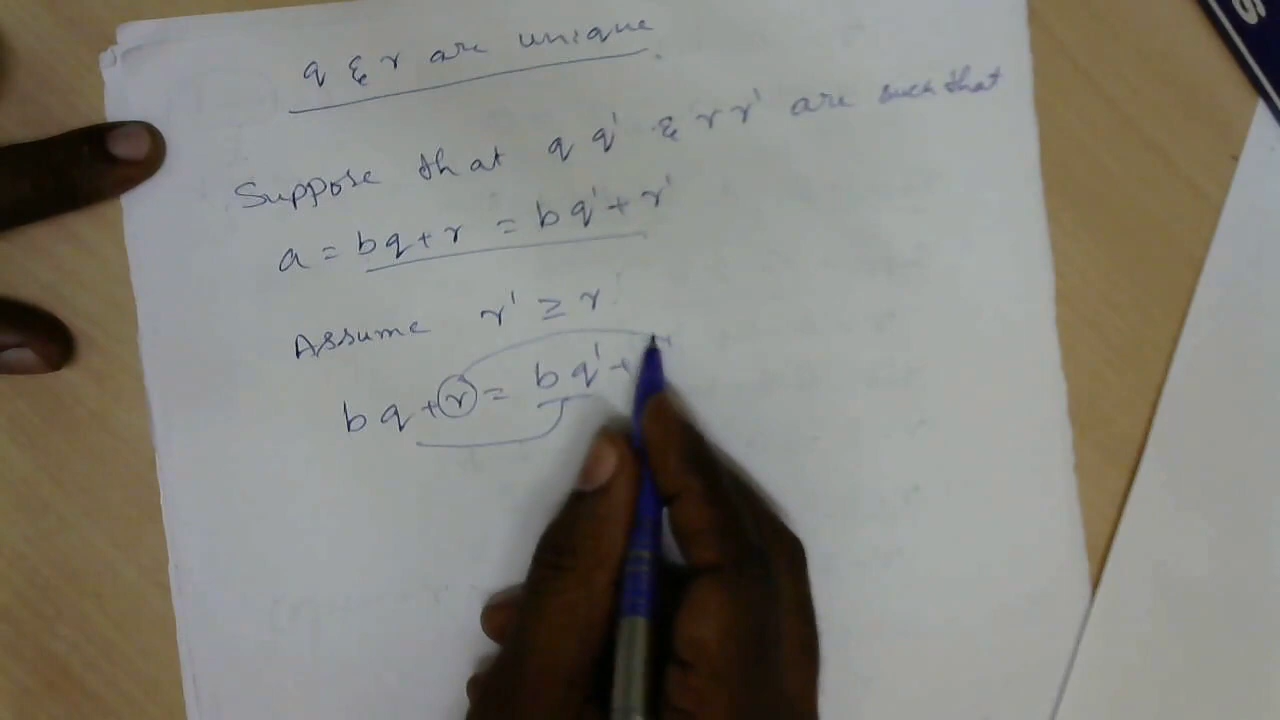 q & r are unique.
Suppose that q q' & r r' are such that
a = bq + r = bq' + r'
Assume r' ≥ r
bq + r = bq' +
S